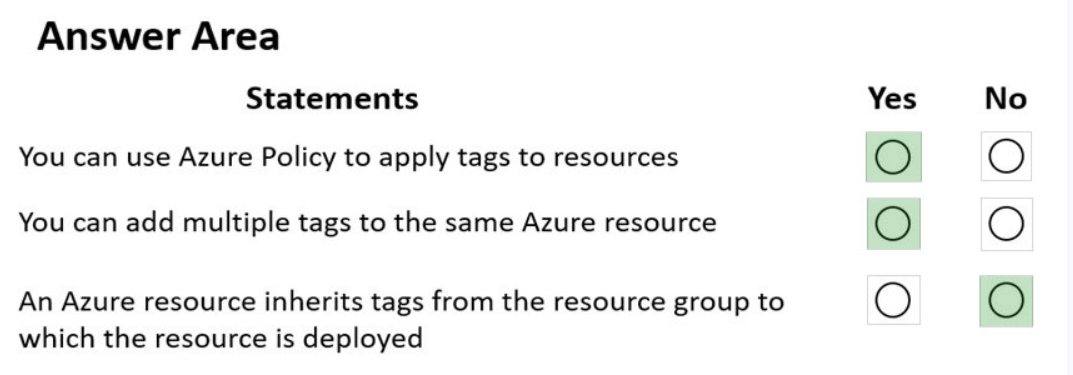 Answer Area
Statements Yes No
You can use Azure Policy to apply tags to resources
You can add multiple tags to the same Azure resource
An Azure resource inherits tags from the resource group to
which the resource is deployed